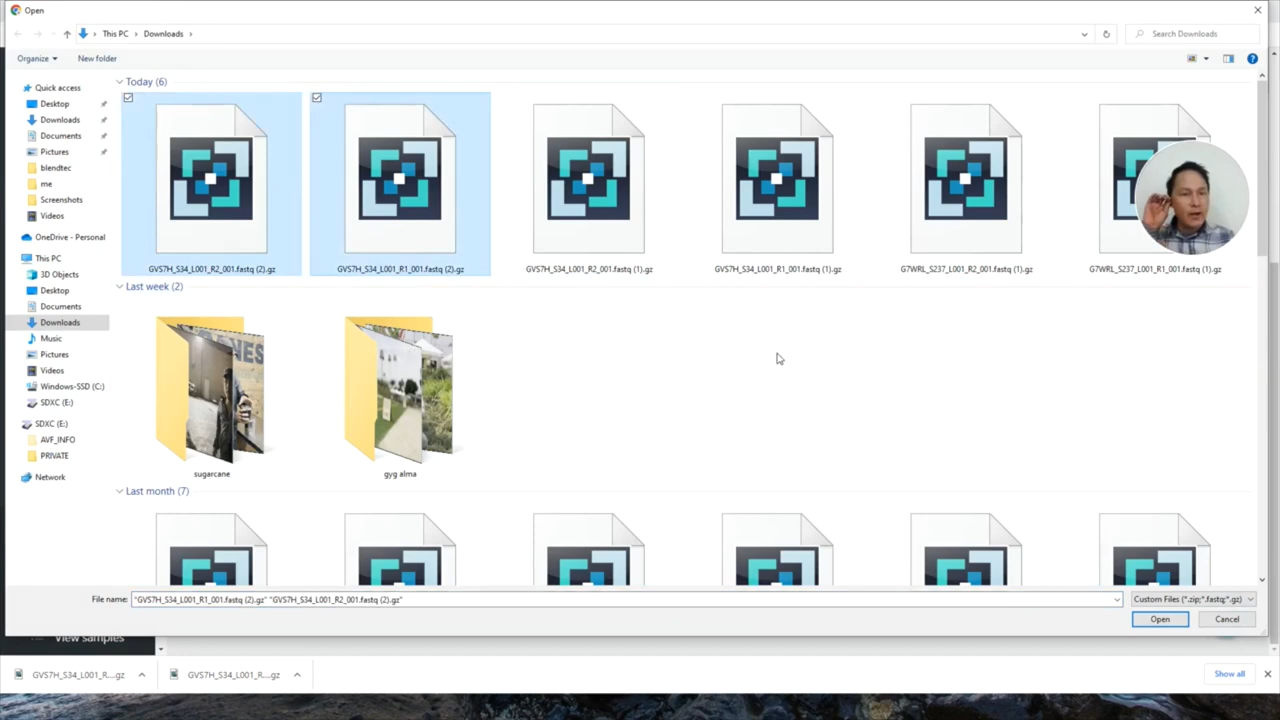 Open
This PC
Downloads
Search Downloads
Organize
New folder
Quick access
Desktop
Downloads
Documents
Pictures
blendtec
me
Screenshots
Videos
OneDrive - Personal
This PC
3D Objects
Desktop
Documents
Downloads
Music
Pictures
Videos
Windows-SSD (C:)
SDXC (E:)
SDXC (E:)
AVF_INFO
PRIVATE
Network
Today (6)
GVS7H_S34_L001_R2_001.fastq (2).gz
GVS7H_S34_L001_R1_001.fastq (2).gz
GVS7H_S34_L001_R2_001.fastq (1).gz
GVS7H_S34_L001_R1_001.fastq (1).gz
G7WRL_S237_L001_R2_001.fastq (1).gz
G7WRL_S237_L001_R1_001.fastq (1).gz
Last week (2)
sugarcane
gyg alma
Last month (7)
File name:
"GVS7H_S34_L001_R1_001.fastq (2).gz" "GVS7H_S34_L001_R2_001.fastq (2).gz"
Custom Files (*.zip;*.fastq;*.gz)
Open
Cancel
View samples
GVS7H_S34_L001_R....gz
GVS7H_S34_L001_R....gz
Show all